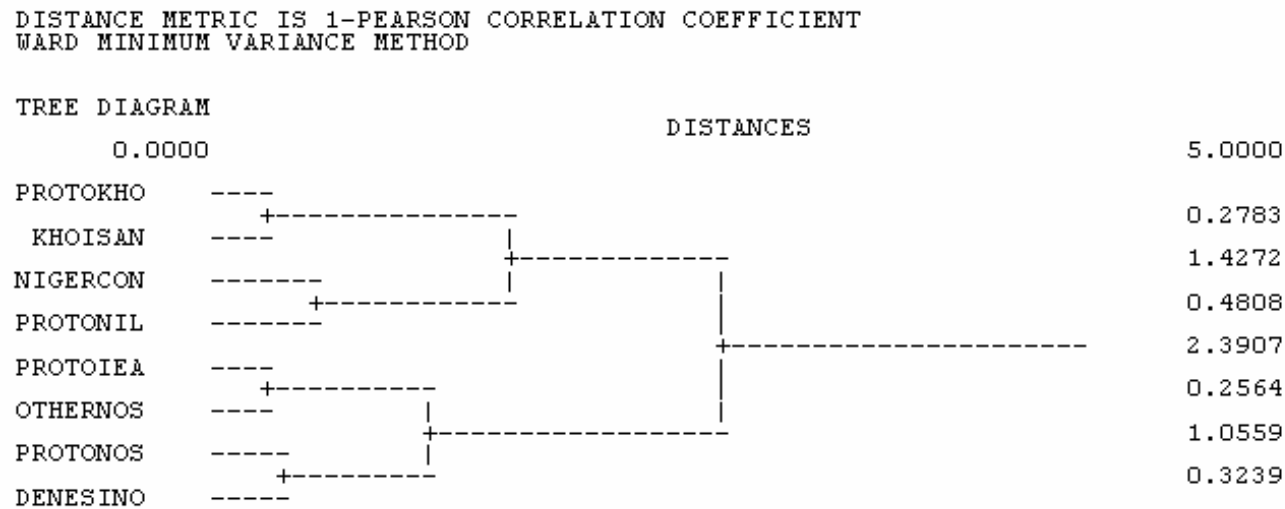 DISTANCE METRIC IS 1-PEARSON CORRELATION COEFFICIENT
WARD MINIMUM VARIANCE METHOD
TREE DIAGRAM
DISTANCES
0.0000 5.0000
PROTOKHO
0.2783
KHOISAN
1.4272
NIGERCON
0.4808
PROTONIL
2.3907
PROTOIEA
0.2564
OTHERNOS
1.0559
PROTONOS
0.3239
DENESINO